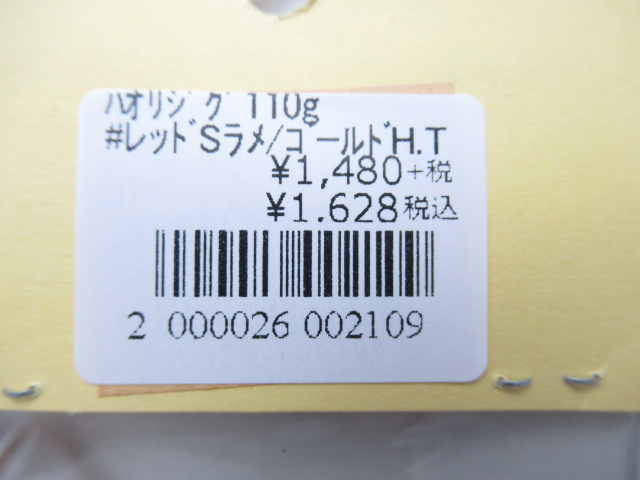 ハオリジグ 110g
#レッドSラメ/ゴールドH.T
¥1,480+税
¥1.628税込
2 000026 002109